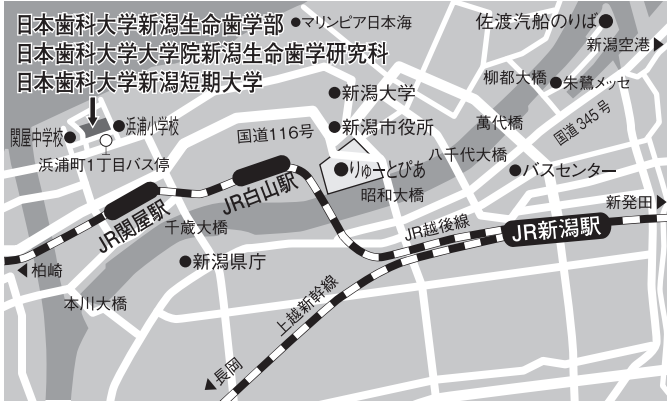 日本歯科大学新潟生命歯学部
日本歯科大学大学院新潟生命歯学研究科
日本歯科大学新潟短期大学
●マリンピア日本海
佐渡汽船のりば●
新潟空港▶
柳都大橋
●朱鷺メッセ
●新潟大学
萬代橋
国道345号
関屋中学校●
●浜浦小学校
国道116号
●新潟市役所
浜浦町1丁目バス停
●りゅーとぴあ
八千代大橋
●バスセンター
昭和大橋
JR白山駅
JR関屋駅
新発田▶
千歳大橋
JR越後線
JR新潟駅
◀柏崎
●新潟県庁
本川大橋
上越新幹線
◀長岡